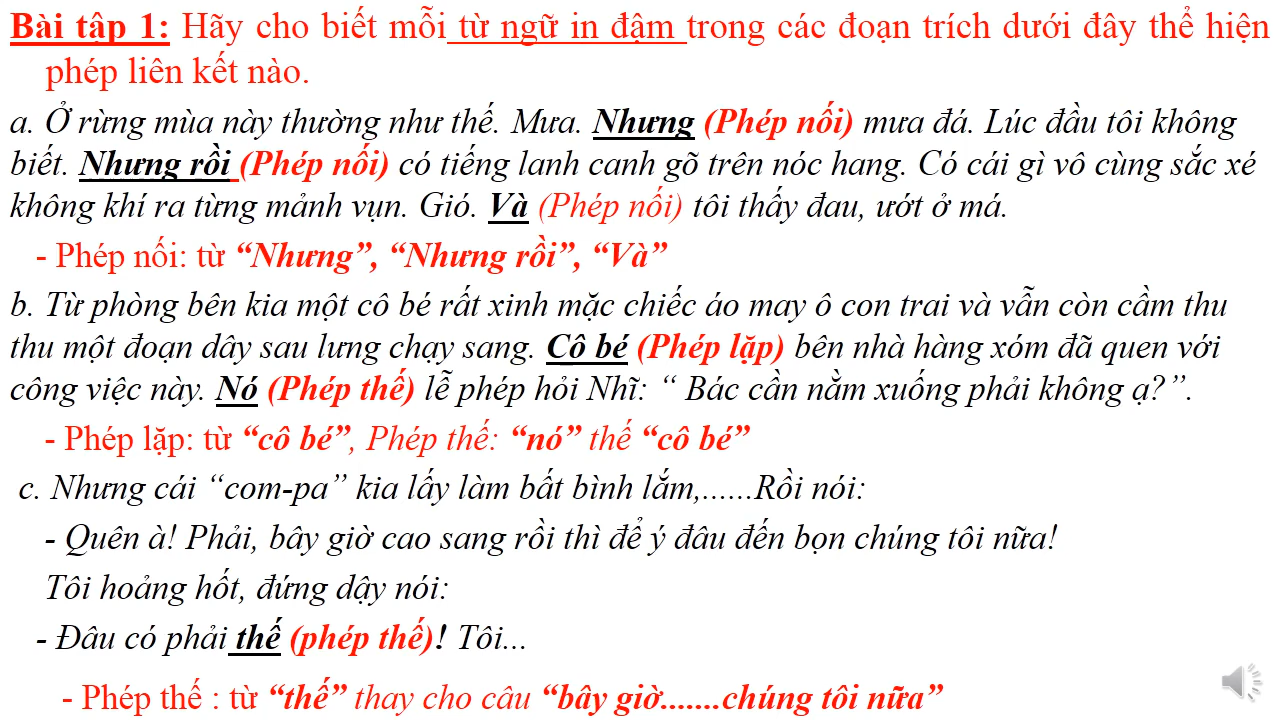 Bài tập 1: Hãy cho biết mỗi từ ngữ in đậm trong các đoạn trích dưới đây thể hiện
phép liên kết nào.
a. Ở rừng mùa này thường như thế. Mưa. Nhưng (Phép nối) mưa đá. Lúc đầu tôi không
biết. Nhưng rồi (Phép nối) có tiếng lanh canh gõ trên nóc hang. Có cái gì vô cùng sắc xé
không khí ra từng mảnh vụn. Gió. Và (Phép nối) tôi thấy đau, ướt ở má.
- Phép nối: từ “Nhưng”, “Nhưng rồi”, “Và”
b. Từ phòng bên kia một cô bé rất xinh mặc chiếc áo may ô con trai và vẫn còn cầm thu
thu một đoạn dây sau lưng chạy sang. Cô bé (Phép lặp) bên nhà hàng xóm đã quen với
công việc này. Nó (Phép thế) lễ phép hỏi Nhĩ: “ Bác cần nằm xuống phải không ạ?”.
- Phép lặp: từ “cô bé”, Phép thế: “nó” thế “cô bé”
c. Nhưng cái “com-pa” kia lấy làm bất bình lắm,......Rồi nói:
- Quên à! Phải, bây giờ cao sang rồi thì để ý đâu đến bọn chúng tôi nữa!
Tôi hoảng hốt, đứng dậy nói:
- Đâu có phải thế (phép thế)! Tôi...
- Phép thế : từ “thế” thay cho câu “bây giờ.......chúng tôi nữa”